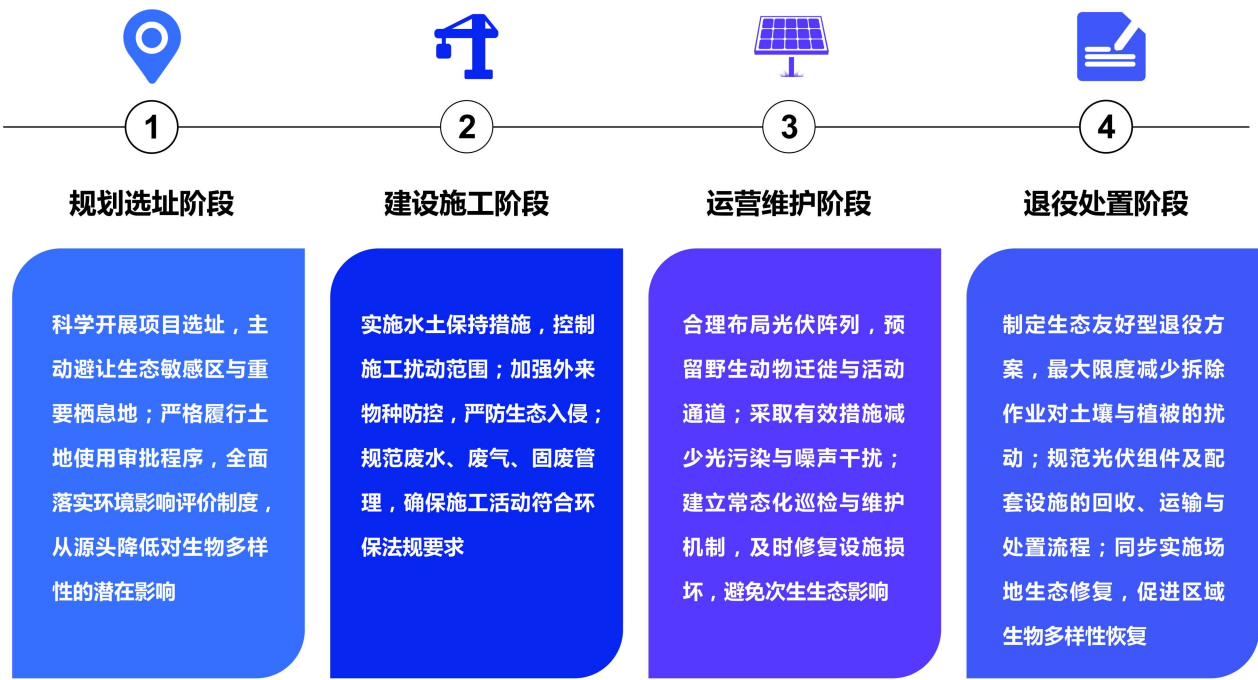 1
2
3
4
规划选址阶段
建设施工阶段
运营维护阶段
退役处置阶段
科学开展项目选址，主
动避让生态敏感区与重
要栖息地；严格履行土
地使用审批程序，全面
落实环境影响评价制度，
从源头降低对生物多样
性的潜在影响
实施水土保持措施，控制
施工扰动范围；加强外来
物种防控，严防生态入侵；
规范废水、废气、固废管
理，确保施工活动符合环
保法规要求
合理布局光伏阵列，预
留野生动物迁徙与活动
通道；采取有效措施减
少光污染与噪声干扰；
建立常态化巡检与维护
机制，及时修复设施损
坏，避免次生生态影响
制定生态友好型退役方
案，最大限度减少拆除
作业对土壤与植被的扰
动；规范光伏组件及配
套设施的回收、运输与
处置流程；同步实施场
地生态修复，促进区域
生物多样性恢复